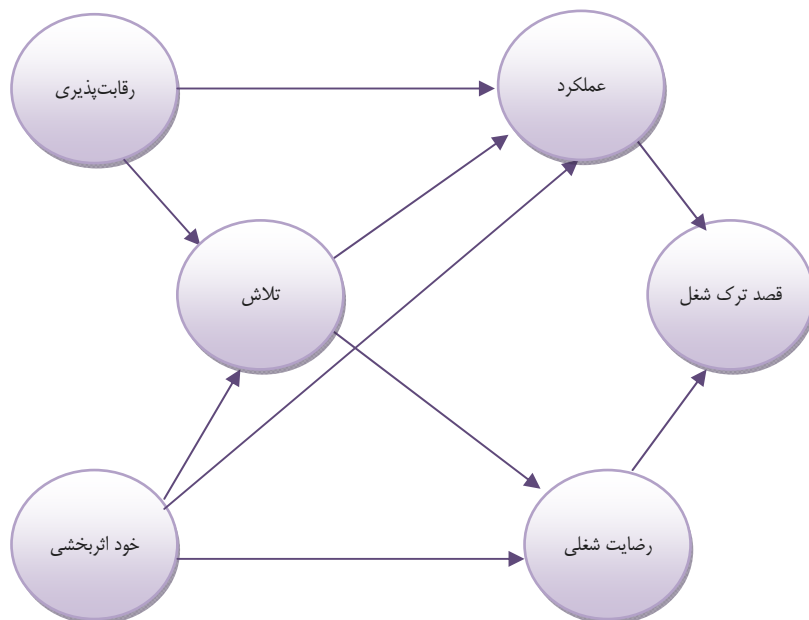 رقابت‌پذیری
عملکرد
تلاش
قصد ترک شغل
خود اثربخشی
رضایت شغلی